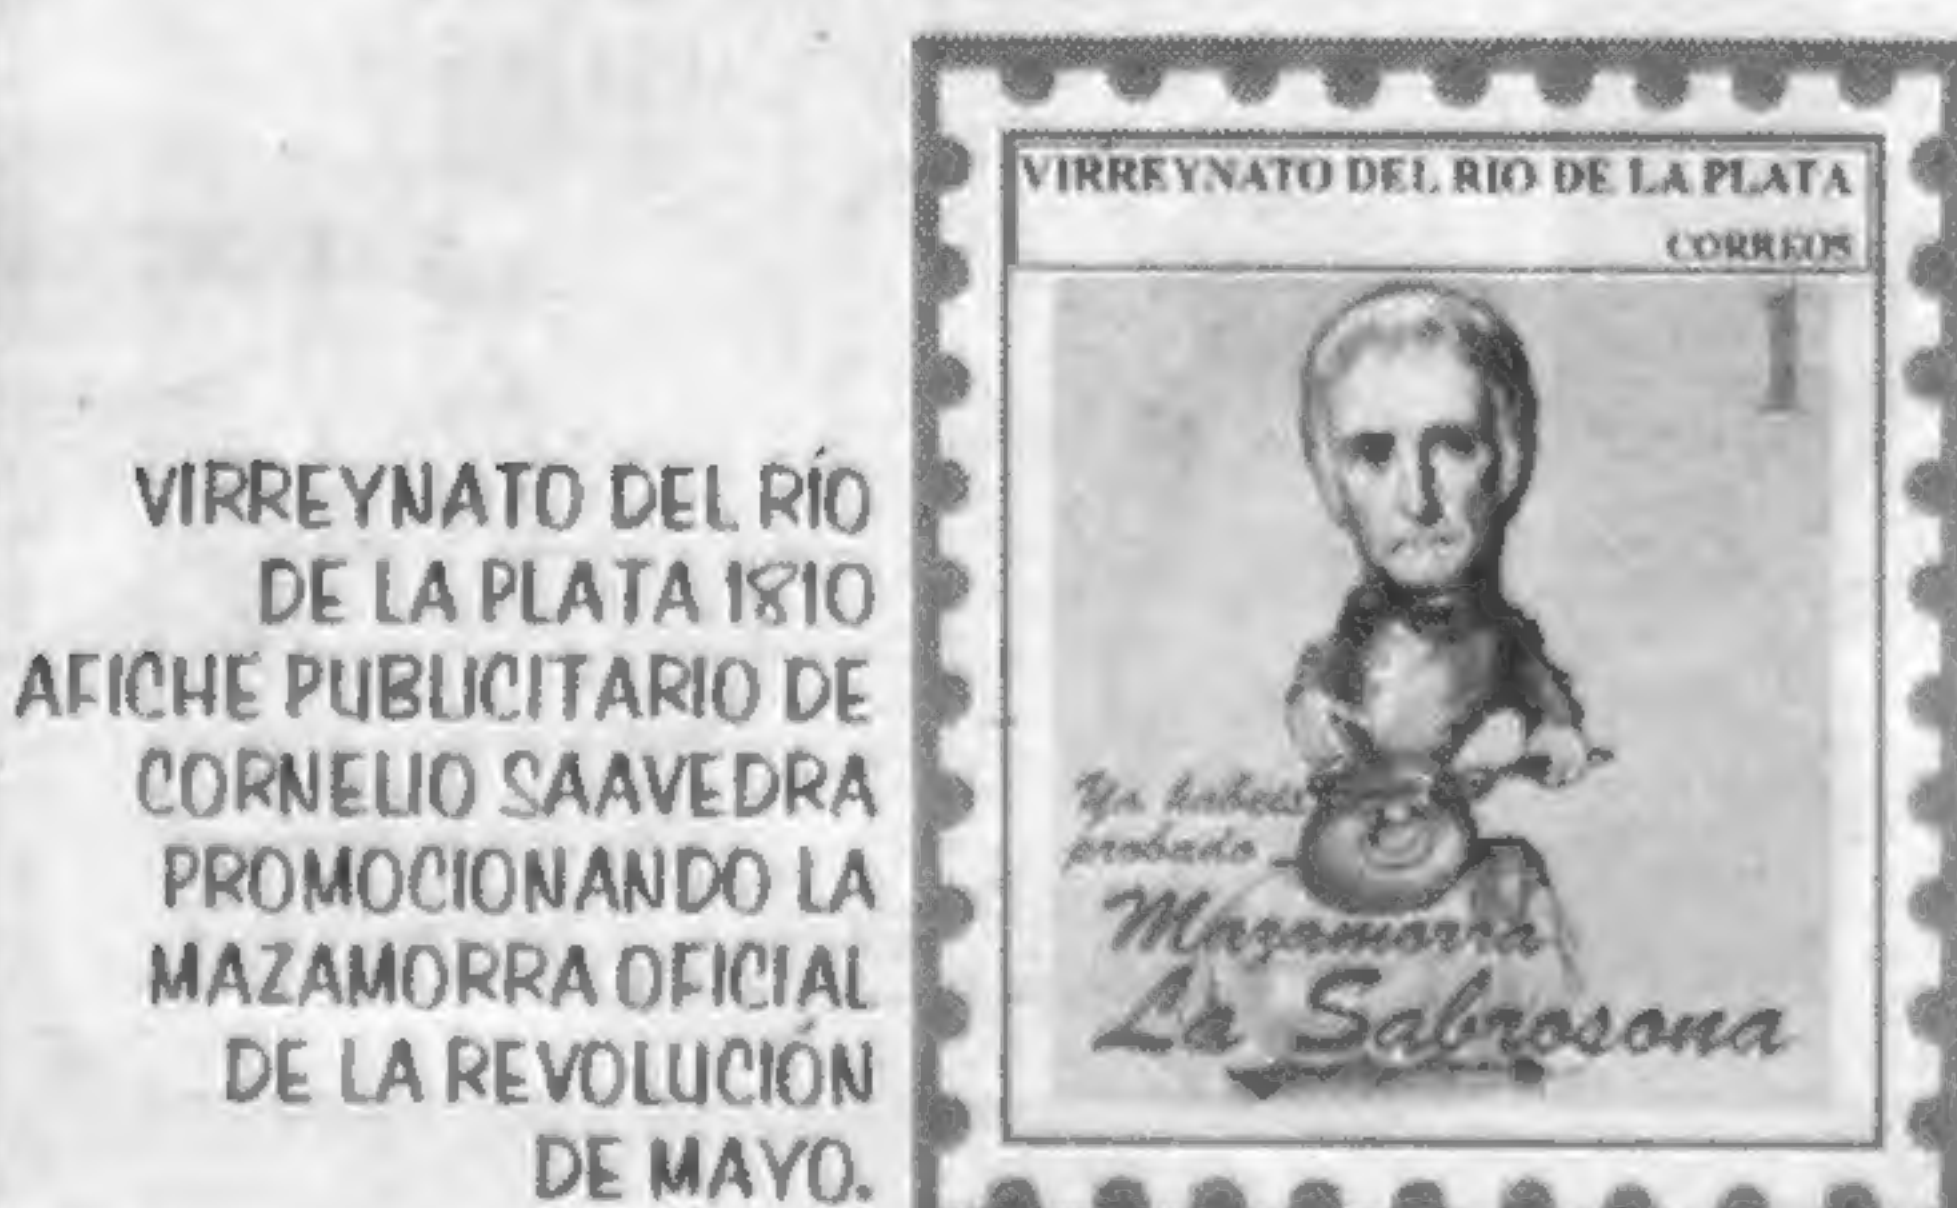 VIRREYNATO DEL RÍO
DE LA PLATA 1810
AFICHE PUBLICITARIO DE
CORNELIO SAAVEDRA
PROMOCIONANDO LA
MAZAMORRA OFICIAL
DE LA REVOLUCIÓN
DE MAYO.
VIRREYNATO DEL RIO DE LA PLATA
CORREOS
1
Ya habeis
probado
Mazamorra
La Sabrosona